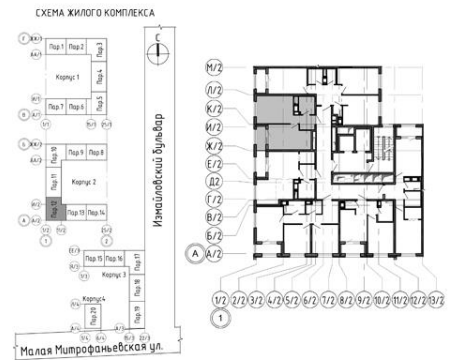 СХЕМА ЖИЛОГО КОМПЛЕКСА
Пар.1 Пар.2 Пар.3
Пар.4
Корпус 1
Пар.5
Пар.7 Пар.6
С
Измайловский бульвар
Пар.10 Пар.9 Пар.8
Пар.11
Корпус 2
Пар.12
Пар.13 Пар.14
Пар.15 Пар.16 Пар.17
Корпус 3
Пар.18
Корпус4
Пар.20 Пар.19
Малая Митрофаньевская ул.
М/2
Л/2
К/2
И/2
Ж/2
Е/2
Д2
Г/2
В/2
Б/2
А А/2
1/2 2/2 3/2 4/2 5/2 6/2 7/2 8/2 9/2 10/2 11/2 12/2 13/2
1